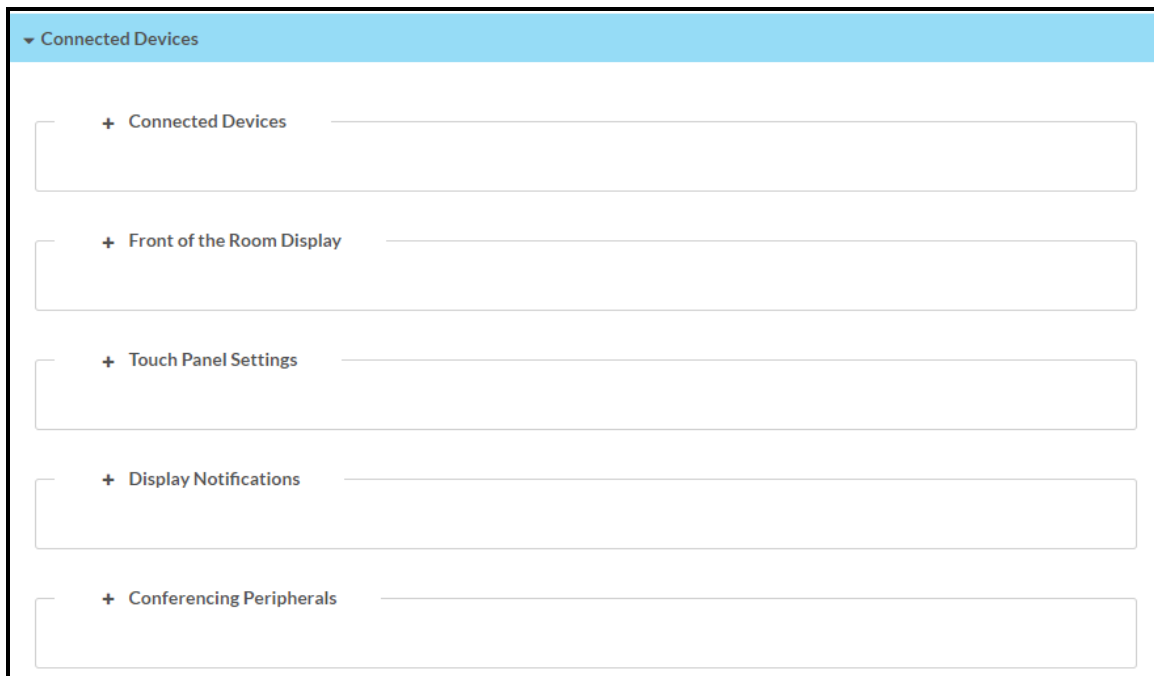 Connected Devices
+ Connected Devices
+ Front of the Room Display
+ Touch Panel Settings
+ Display Notifications
+ Conferencing Peripherals